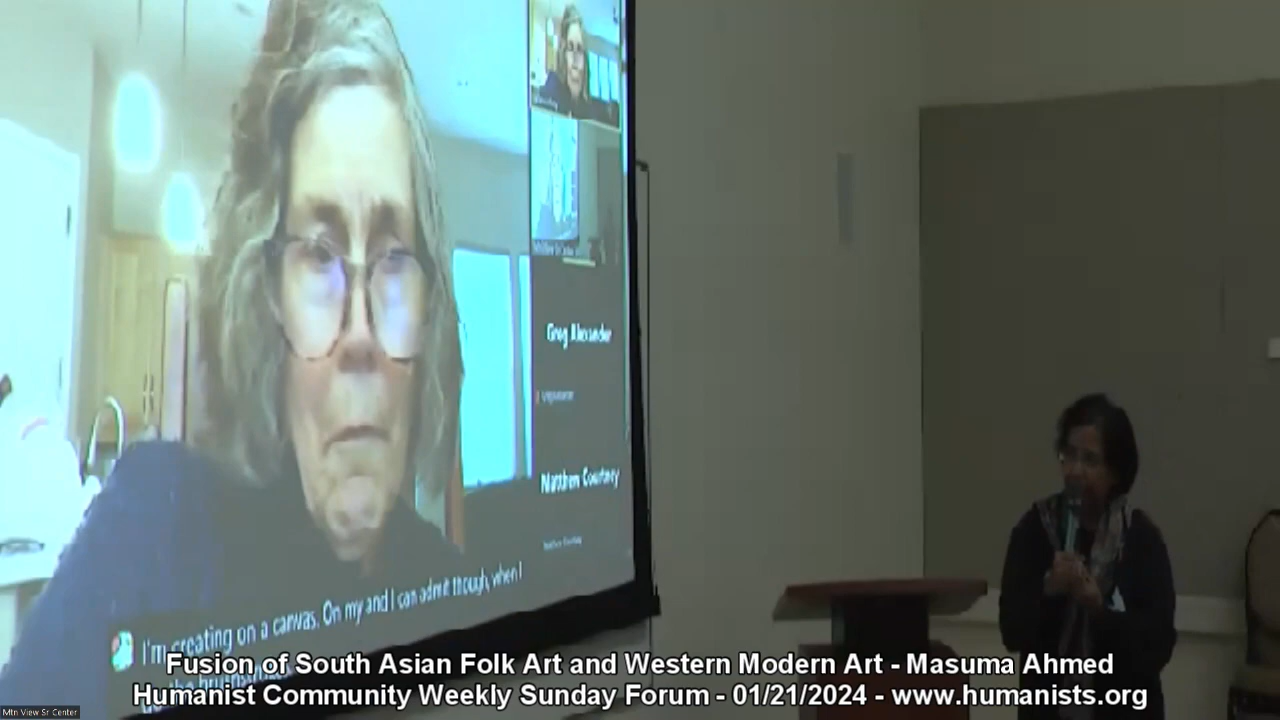 Greg Alexander
Matthew Courtney
I'm creating on a canvas. On my and I can admit though, when I
Fusion of South Asian Folk Art and Western Modern Art - Masuma Ahmed
Humanist Community Weekly Sunday Forum - 01/21/2024 - www.humanists.org
Mtn View Sr Center